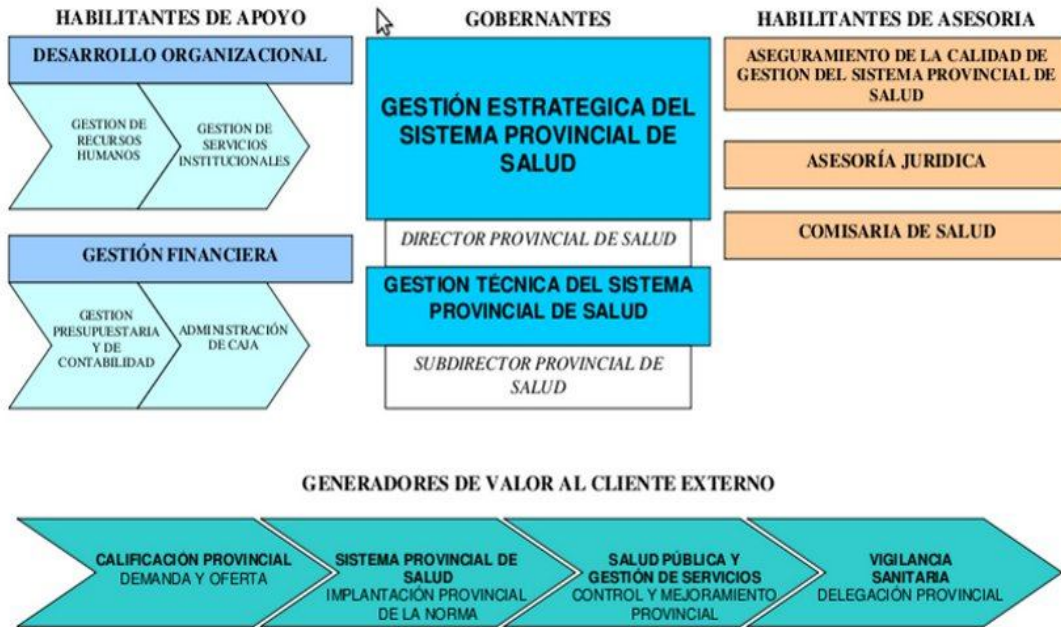 HABILITANTES DE APOYO
DESARROLLO ORGANIZACIONAL
GESTION DE
RECURSOS
HUMANOS
GESTION DE
SERVICIOS
INSTITUCIONALES
GESTIÓN FINANCIERA
GESTION
PRESUPUESTARIA
Y DE
CONTABILIDAD
ADMINISTRACIÓN
DE CAJA
GOBERNANTES
GESTIÓN ESTRATEGICA DEL
SISTEMA PROVINCIAL DE
SALUD
DIRECTOR PROVINCIAL DE SALUD
GESTION TÉCNICA DEL SISTEMA
PROVINCIAL DE SALUD
SUBDIRECTOR PROVINCIAL DE
SALUD
HABILITANTES DE ASESORIA
ASEGURAMIENTO DE LA CALIDAD DE
GESTION DEL SISTEMA PROVINCIAL DE
SALUD
ASESORÍA JURIDICA
COMISARIA DE SALUD
GENERADORES DE VALOR AL CLIENTE EXTERNO
CALIFICACIÓN PROVINCIAL
DEMANDA Y OFERTA
SISTEMA PROVINCIAL DE
SALUD
IMPLANTACIÓN PROVINCIAL
DE LA NORMA
SALUD PÚBLICA Y
GESTIÓN DE SERVICIOS
CONTROL Y MEJORAMIENTO
PROVINCIAL
VIGILANCIA
SANITARIA
DELEGACIÓN PROVINCIAL